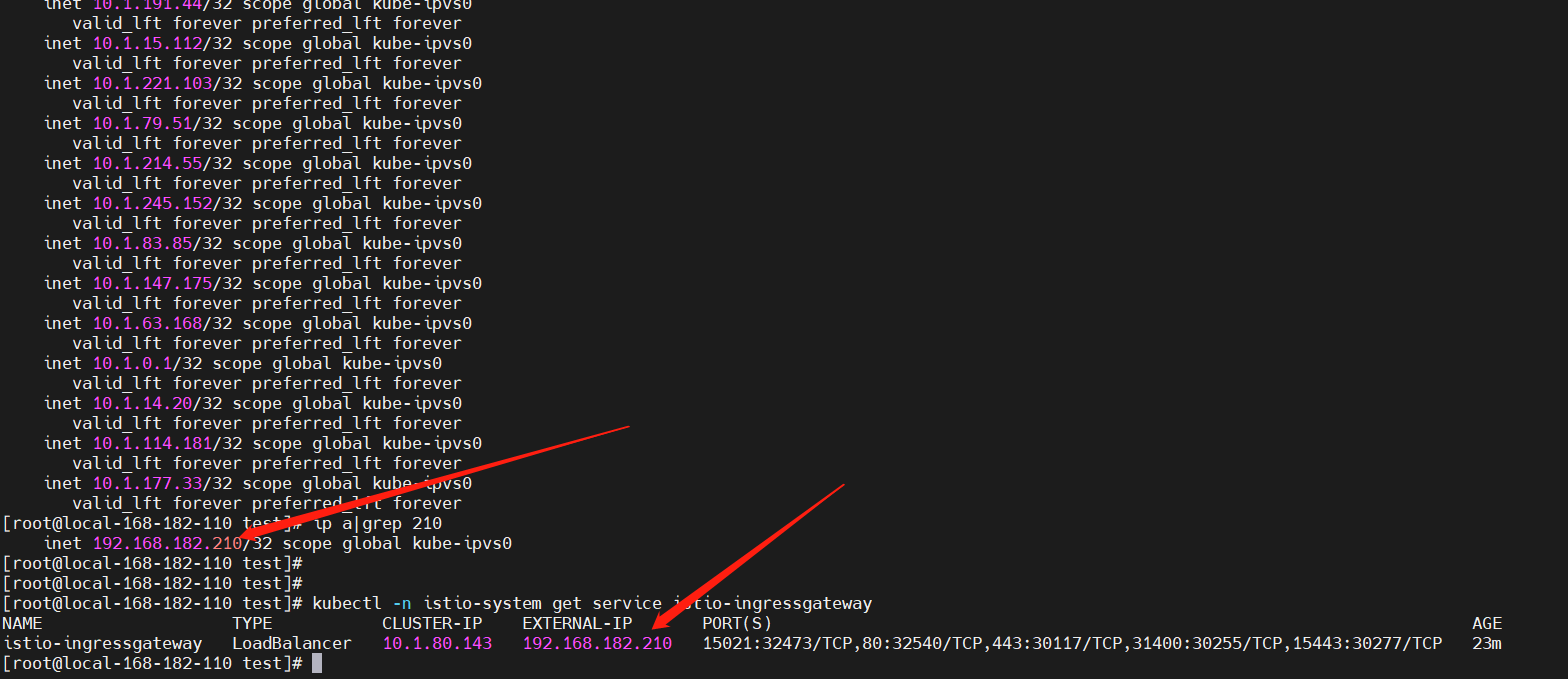 inet 10.1.191.44/32 scope global kube-ipvs0
valid_lft forever preferred_lft forever
inet 10.1.15.112/32 scope global kube-ipvs0
valid_lft forever preferred_lft forever
inet 10.1.221.103/32 scope global kube-ipvs0
valid_lft forever preferred_lft forever
inet 10.1.79.51/32 scope global kube-ipvs0
valid_lft forever preferred_lft forever
inet 10.1.214.55/32 scope global kube-ipvs0
valid_lft forever preferred_lft forever
inet 10.1.245.152/32 scope global kube-ipvs0
valid_lft forever preferred_lft forever
inet 10.1.83.85/32 scope global kube-ipvs0
valid_lft forever preferred_lft forever
inet 10.1.147.175/32 scope global kube-ipvs0
valid_lft forever preferred_lft forever
inet 10.1.63.168/32 scope global kube-ipvs0
valid_lft forever preferred_lft forever
inet 10.1.0.1/32 scope global kube-ipvs0
valid_lft forever preferred_lft forever
inet 10.1.14.20/32 scope global kube-ipvs0
valid_lft forever preferred_lft forever
inet 10.1.114.181/32 scope global kube-ipvs0
valid_lft forever preferred_lft forever
inet 10.1.177.33/32 scope global kube-ipvs0
valid_lft forever preferred_lft forever
[root@local-168-182-110 test]# ip a|grep 210
inet 192.168.182.210/32 scope global kube-ipvs0
[root@local-168-182-110 test]#
[root@local-168-182-110 test]#
[root@local-168-182-110 test]# kubectl -n istio-system get service istio-ingressgateway
NAME TYPE CLUSTER-IP EXTERNAL-IP PORT(S) AGE
istio-ingressgateway LoadBalancer 10.1.80.143 192.168.182.210 15021:32473/TCP,80:32540/TCP,443:30117/TCP,31400:30255/TCP,15443:30277/TCP 23m
[root@local-168-182-110 test]#